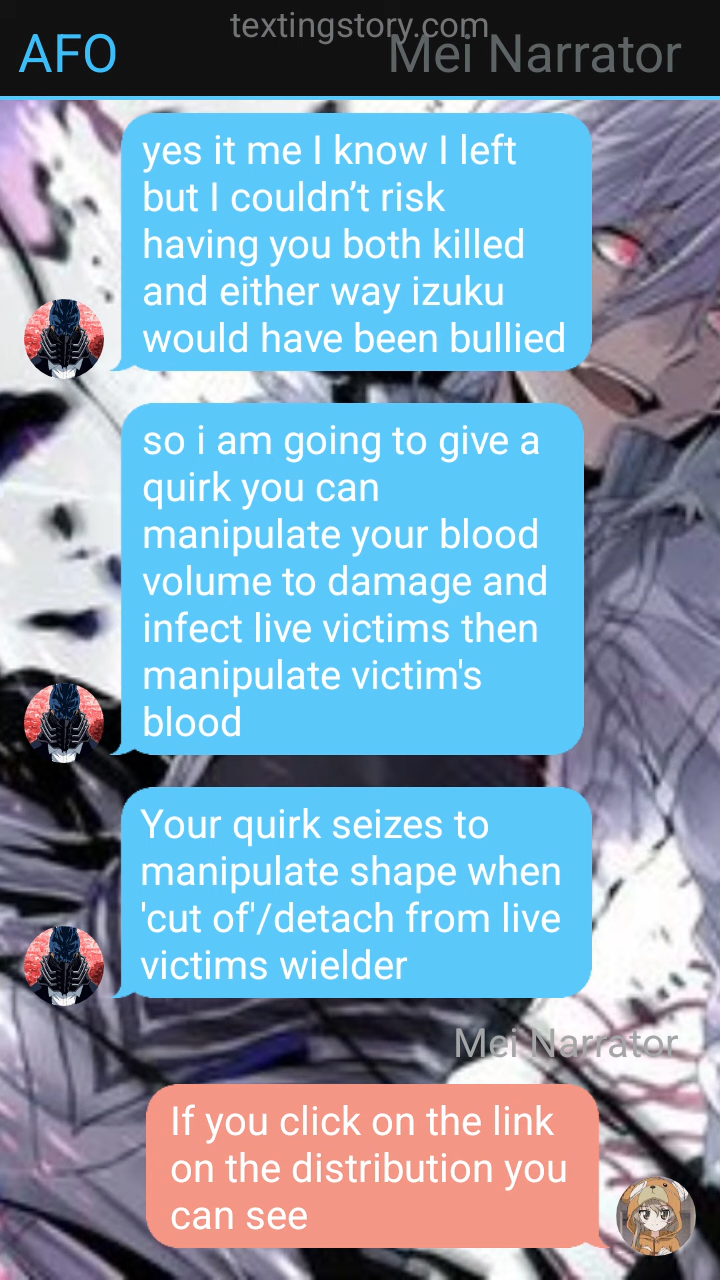 textingstory.com
AFO
Mei Narrator
yes it me I know I left
but I couldn’t risk
having you both killed
and either way izuku
would have been bullied
so i am going to give a
quirk you can
manipulate your blood
volume to damage and
infect live victims then
manipulate victim's
blood
Your quirk seizes to
manipulate shape when
'cut of'/detach from live
victims wielder
Mei Narrator
If you click on the link
on the distribution you
can see